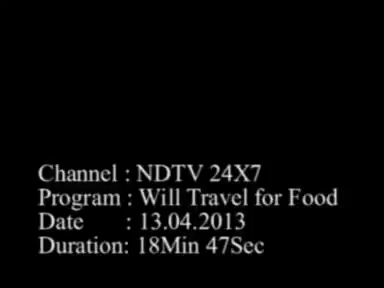 Channel : NDTV 24X7
Program : Will Travel for Food
Date : 13.04.2013
Duration: 18Min 47Sec